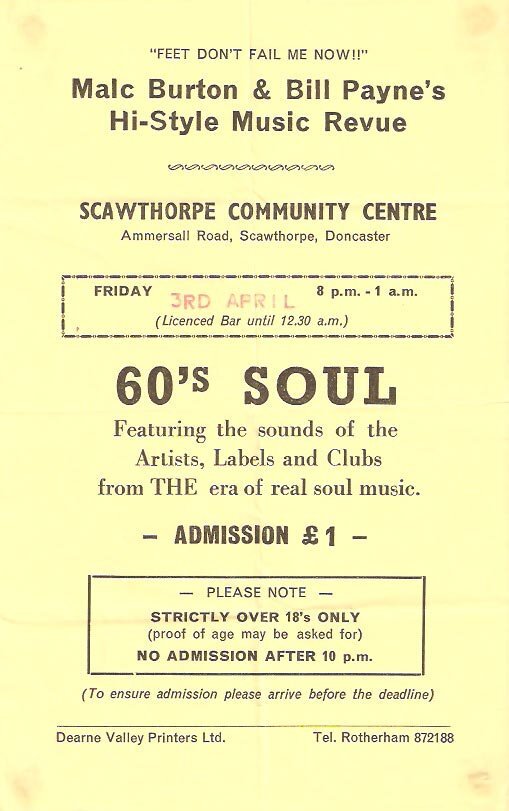 "FEET DON'T FAIL ME NOW!!"
Malc Burton & Bill Payne's
Hi-Style Music Revue
SCAWTHORPE COMMUNITY CENTRE
Ammersall Road, Scawthorpe, Doncaster
FRIDAY 3RD APRIL 8 p.m. - 1 a.m.
(Licenced Bar until 12.30 a.m.)
60's SOUL
Featuring the sounds of the
Artists, Labels and Clubs
from THE era of real soul music.
- ADMISSION £1 -
- PLEASE NOTE -
STRICTLY OVER 18's ONLY
(proof of age may be asked for)
NO ADMISSION AFTER 10 p.m.
(To ensure admission please arrive before the deadline)
Dearne Valley Printers Ltd. Tel. Rotherham 872188